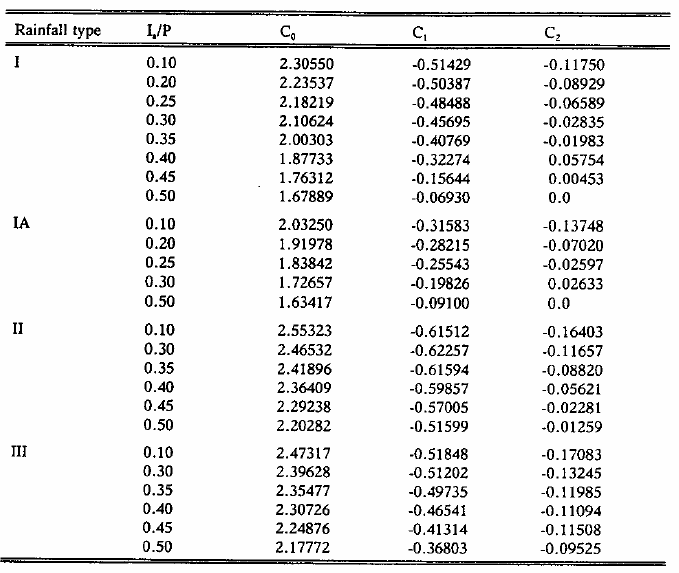 Rainfall type Ia/P C0 C1 C2
I 0.10 2.30550 -0.51429 -0.11750
0.20 2.23537 -0.50387 -0.08929
0.25 2.18219 -0.48488 -0.06589
0.30 2.10624 -0.45695 -0.02835
0.35 2.00303 -0.40769 -0.01983
0.40 1.87733 -0.32274 0.05754
0.45 1.76312 -0.15644 0.00453
0.50 1.67889 -0.06930 0.0
IA 0.10 2.03250 -0.31583 -0.13748
0.20 1.91978 -0.28215 -0.07020
0.25 1.83842 -0.25543 -0.02597
0.30 1.72657 -0.19826 0.02633
0.50 1.63417 -0.09100 0.0
II 0.10 2.55323 -0.61512 -0.16403
0.30 2.46532 -0.62257 -0.11657
0.35 2.41896 -0.61594 -0.08820
0.40 2.36409 -0.59857 -0.05621
0.45 2.29238 -0.57005 -0.02281
0.50 2.20282 -0.51599 -0.01259
III 0.10 2.47317 -0.51848 -0.17083
0.30 2.39628 -0.51202 -0.13245
0.35 2.35477 -0.49735 -0.11985
0.40 2.30726 -0.46541 -0.11094
0.45 2.24876 -0.41314 -0.11508
0.50 2.17772 -0.36803 -0.09525